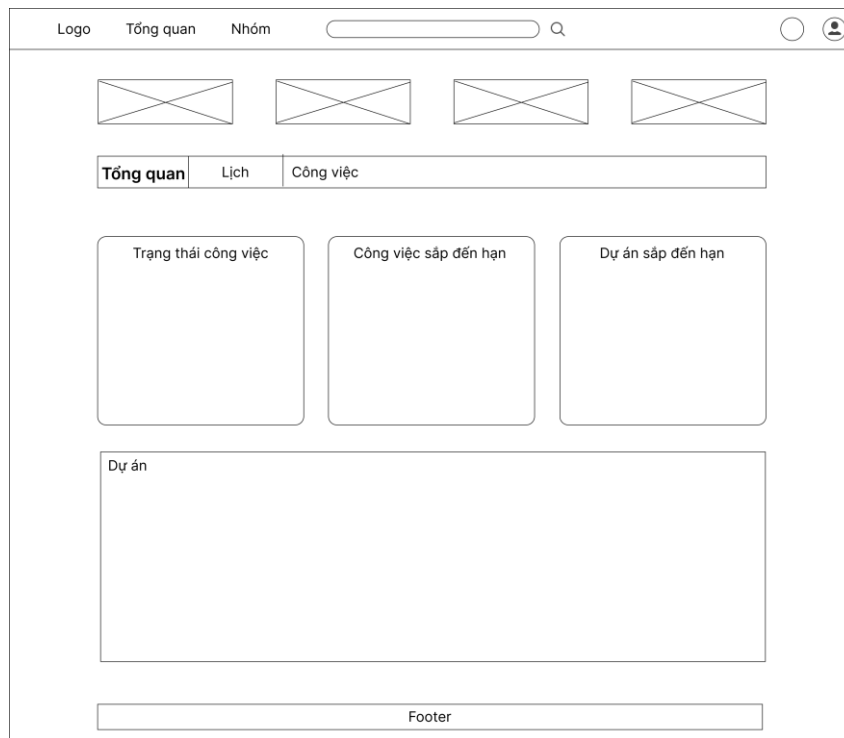 Logo Tổng quan Nhóm
Tổng quan Lịch Công việc
Trạng thái công việc
Công việc sắp đến hạn
Dự án sắp đến hạn
Dự án
Footer